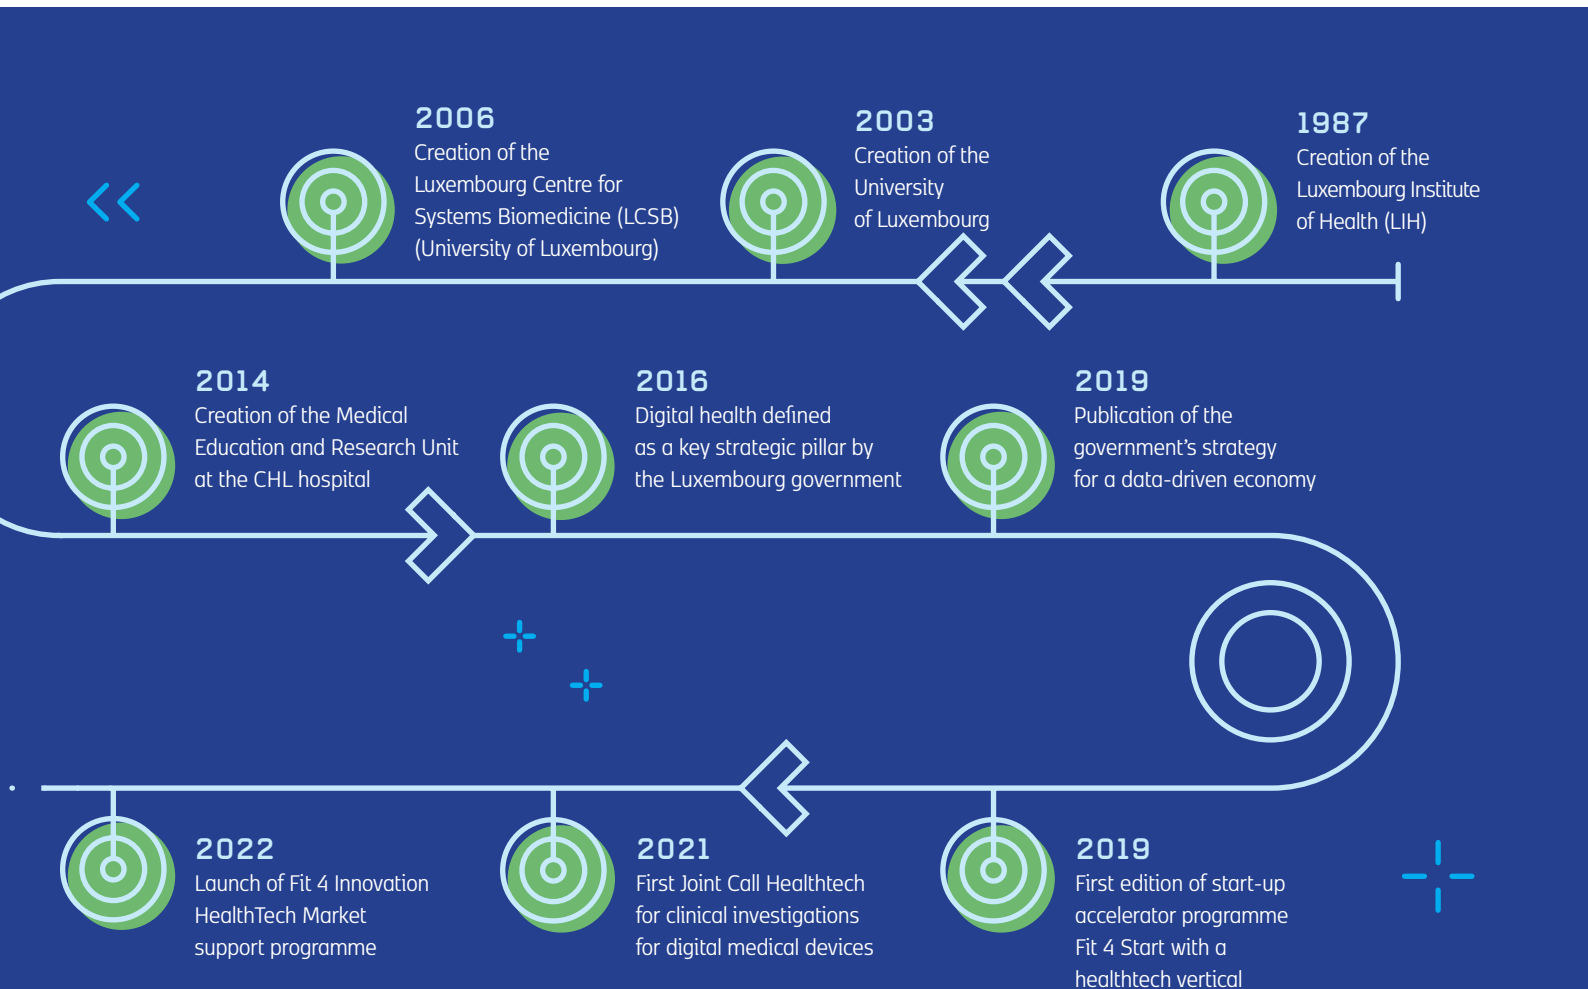 2006
Creation of the
Luxembourg Centre for
Systems Biomedicine (LCSB)
(University of Luxembourg)
2003
Creation of the
University
of Luxembourg
1987
Creation of the
Luxembourg Institute
of Health (LIH)
2014
Creation of the Medical
Education and Research Unit
at the CHL hospital
2016
Digital health defined
as a key strategic pillar by
the Luxembourg government
2019
Publication of the
government’s strategy
for a data-driven economy
2022
Launch of Fit 4 Innovation
HealthTech Market
support programme
2021
First Joint Call Healthtech
for clinical investigations
for digital medical devices
2019
First edition of start-up
accelerator programme
Fit 4 Start with a
healthtech vertical